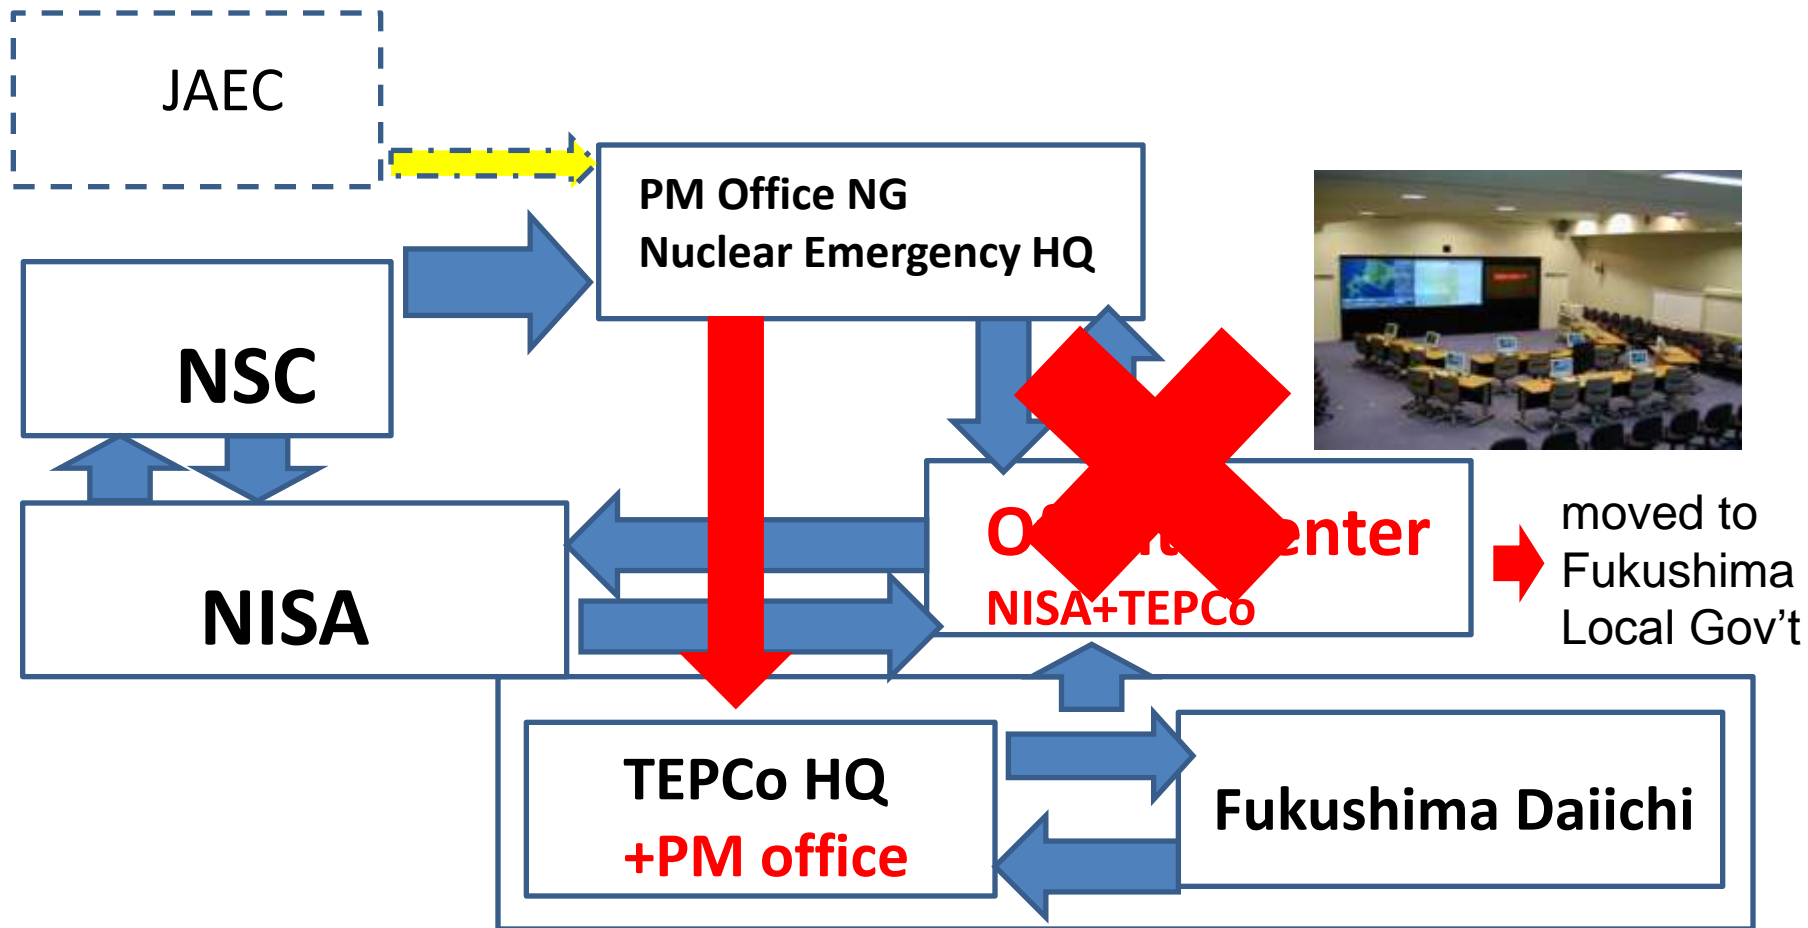 JAEC
PM Office NG
Nuclear Emergency HQ
NSC
enter
NISA+TEPCo
moved to
Fukushima
Local Gov't
NISA
TEPCo HQ
+PM office
Fukushima Daiichi